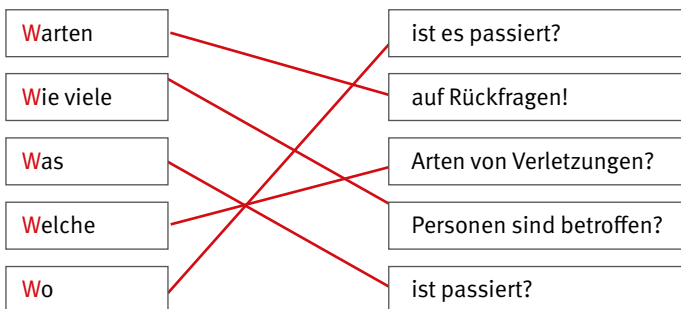 Warten
ist es passiert?
Wie viele
auf Rückfragen!
Was
Arten von Verletzungen?
Welche
Personen sind betroffen?
Wo
ist passiert?